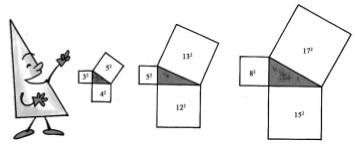 3² 5² 4²
5² 13² 12²
8² 17² 15²